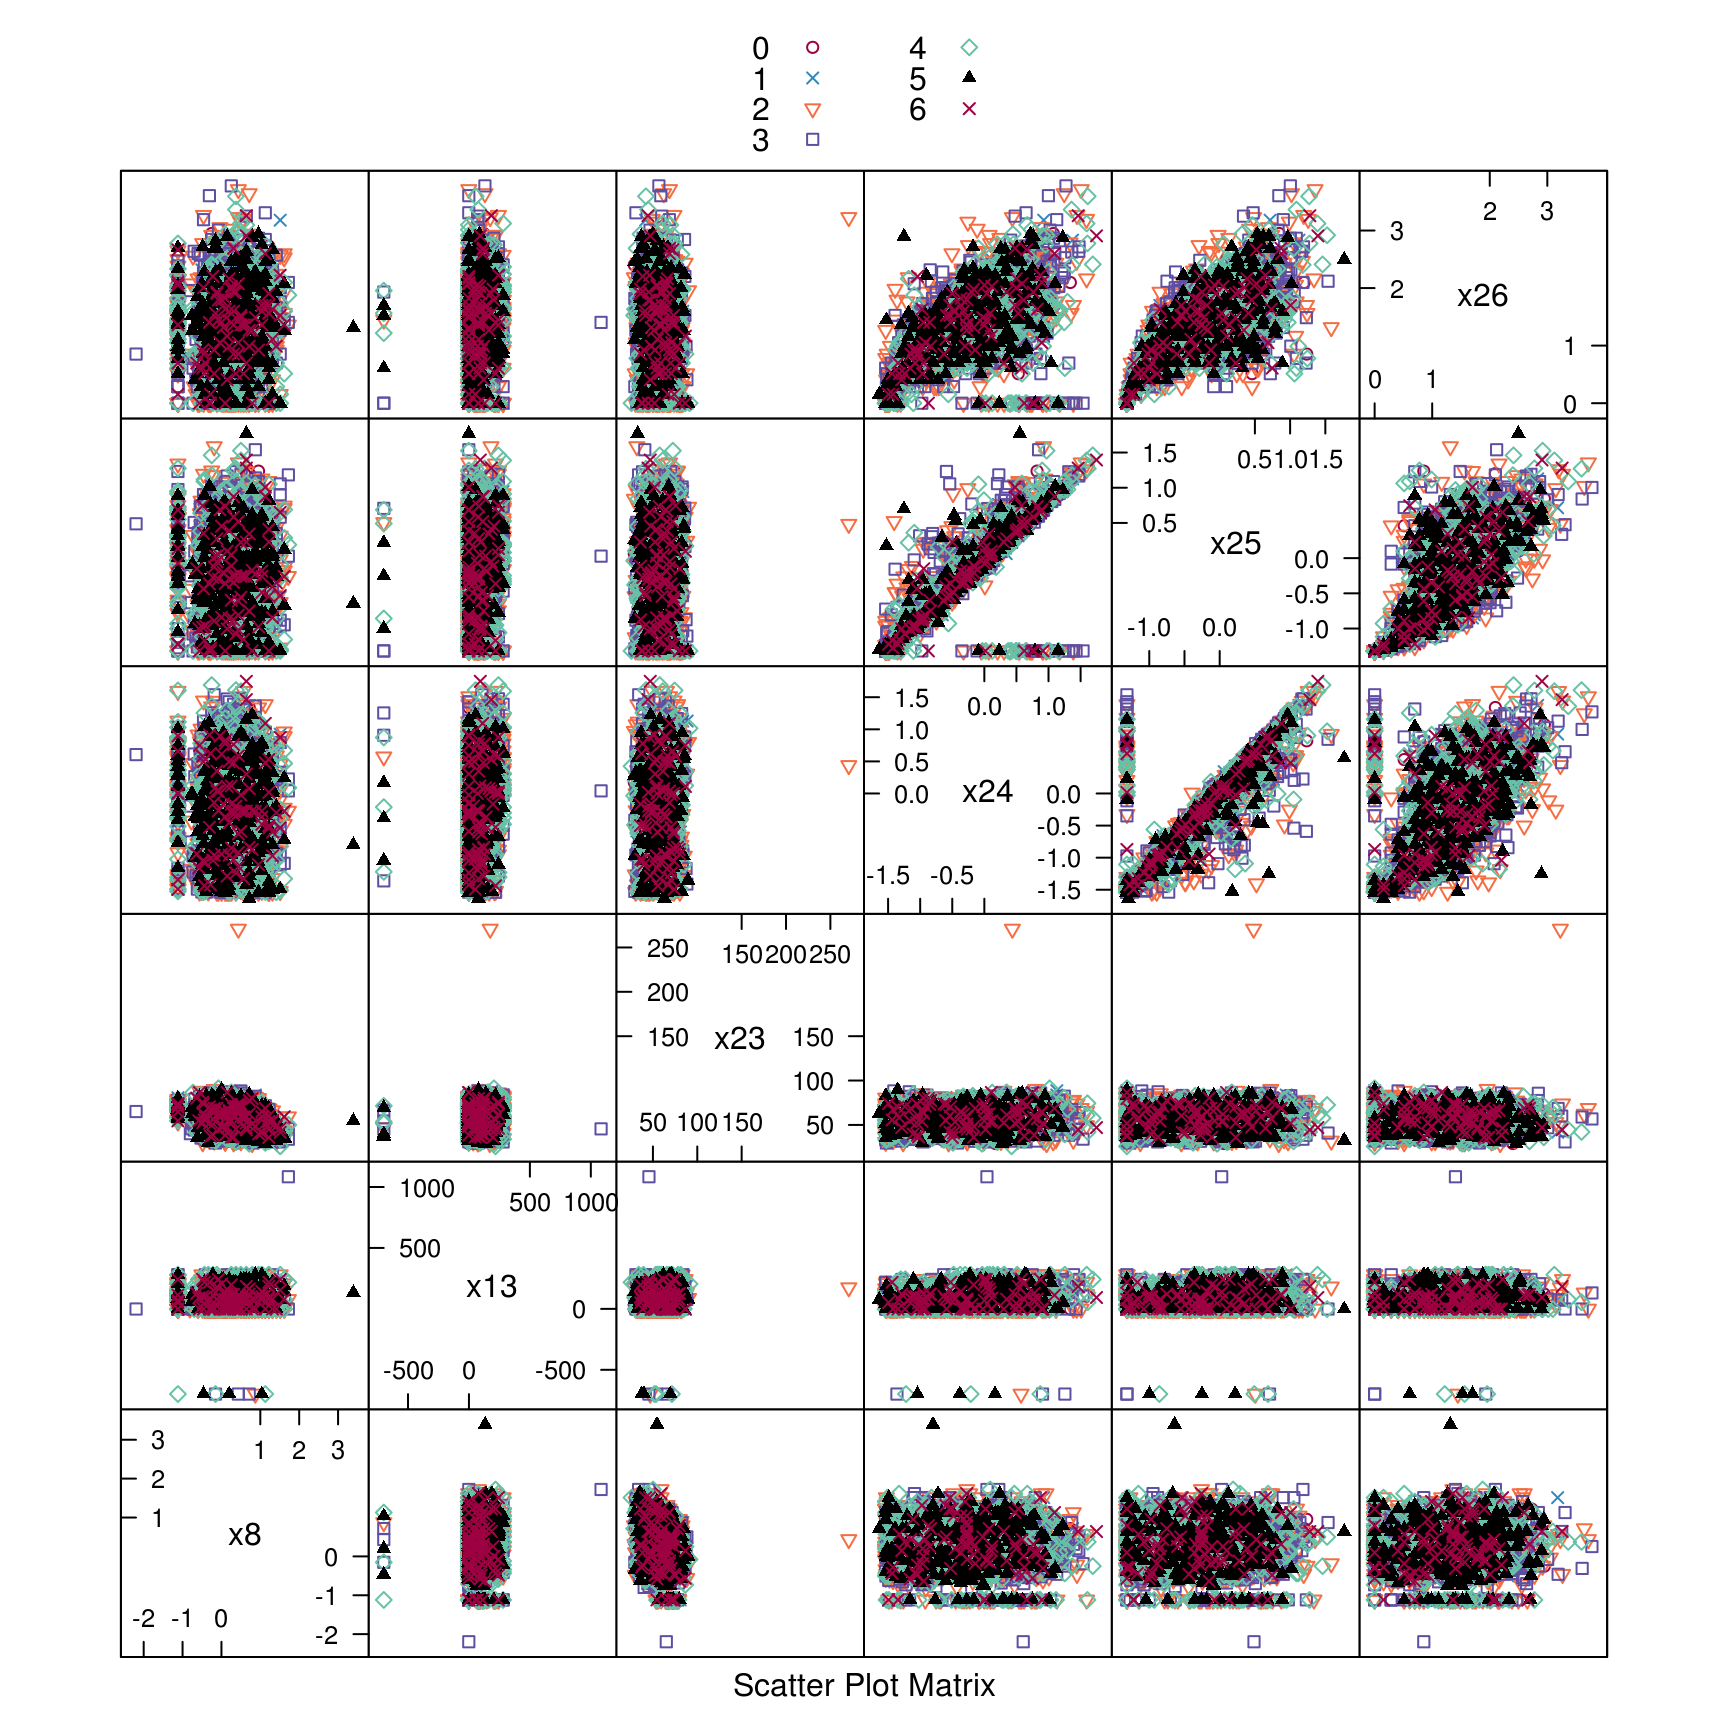 0 4
1 5
2 6
3
2 3
3
2 x26
1
0 1
0
1.5 0.51.01.5
1.0
0.5
x25 0.0
-0.5
-1.0 0.0 -1.0
1.5 0.0 1.0
1.0
0.5
0.0 x24 0.0
-0.5
-1.0
-1.5 -0.5 -1.5
250 150200250
200
150 x23 150
100
50 100 150 50
1000 500 1000
500
x13 0
-500 0 -500
3 1 2 3
2
1
x8 0
-1
-2 -1 0 -2
Scatter Plot Matrix